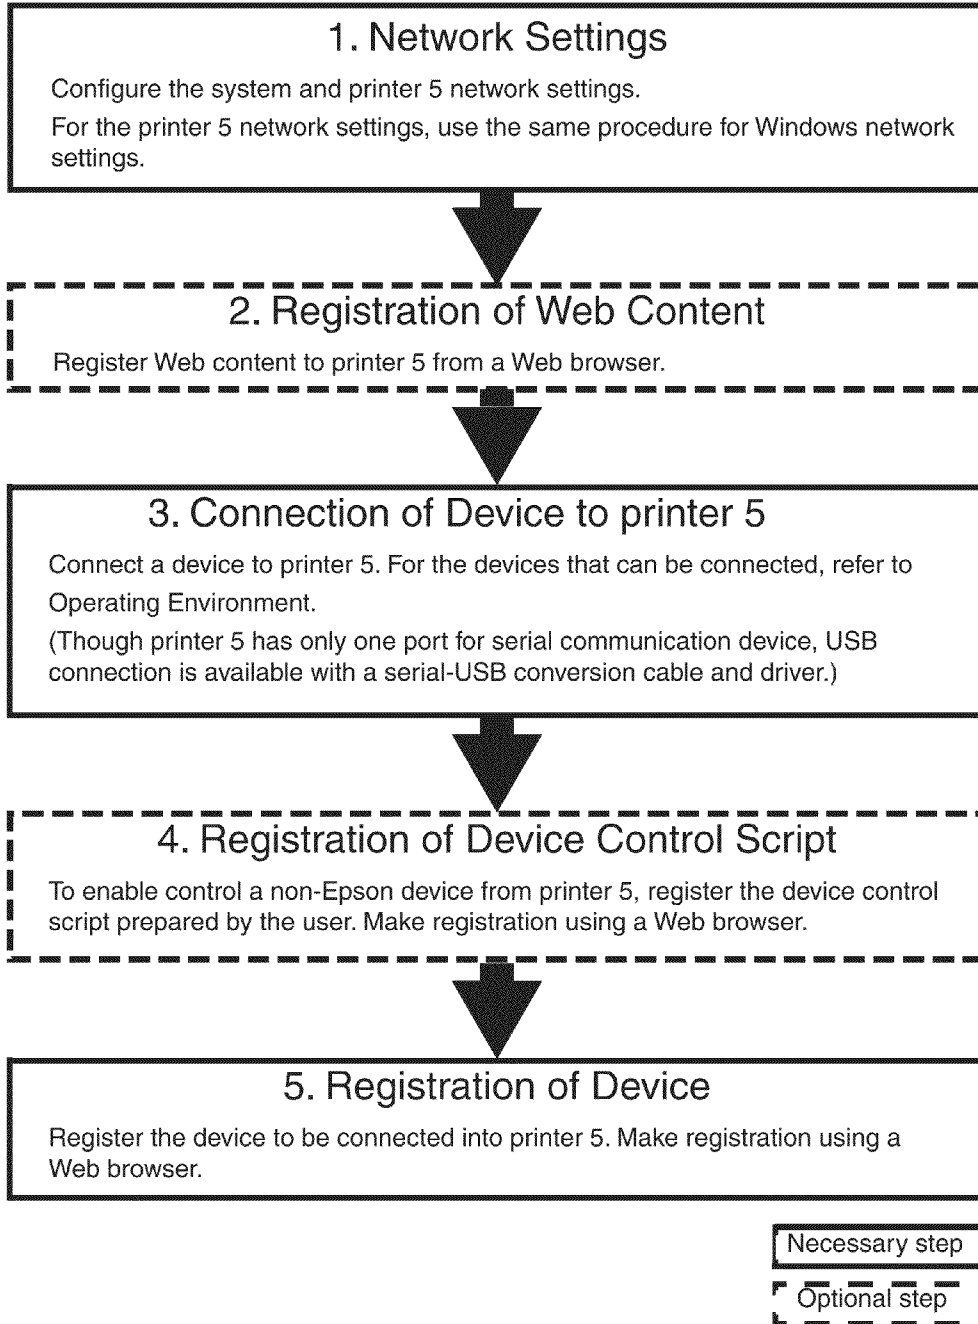 1. Network Settings
Configure the system and printer 5 network settings.
For the printer 5 network settings, use the same procedure for Windows network
settings.
2. Registration of Web Content
Register Web content to printer 5 from a Web browser.
3. Connection of Device to printer 5
Connect a device to printer 5. For the devices that can be connected, refer to
Operating Environment.
(Though printer 5 has only one port for serial communication device, USB
connection is available with a serial-USB conversion cable and driver.)
4. Registration of Device Control Script
To enable control a non-Epson device from printer 5, register the device control
script prepared by the user. Make registration using a Web browser.
5. Registration of Device
Register the device to be connected into printer 5. Make registration using a
Web browser.
Necessary step
Optional step